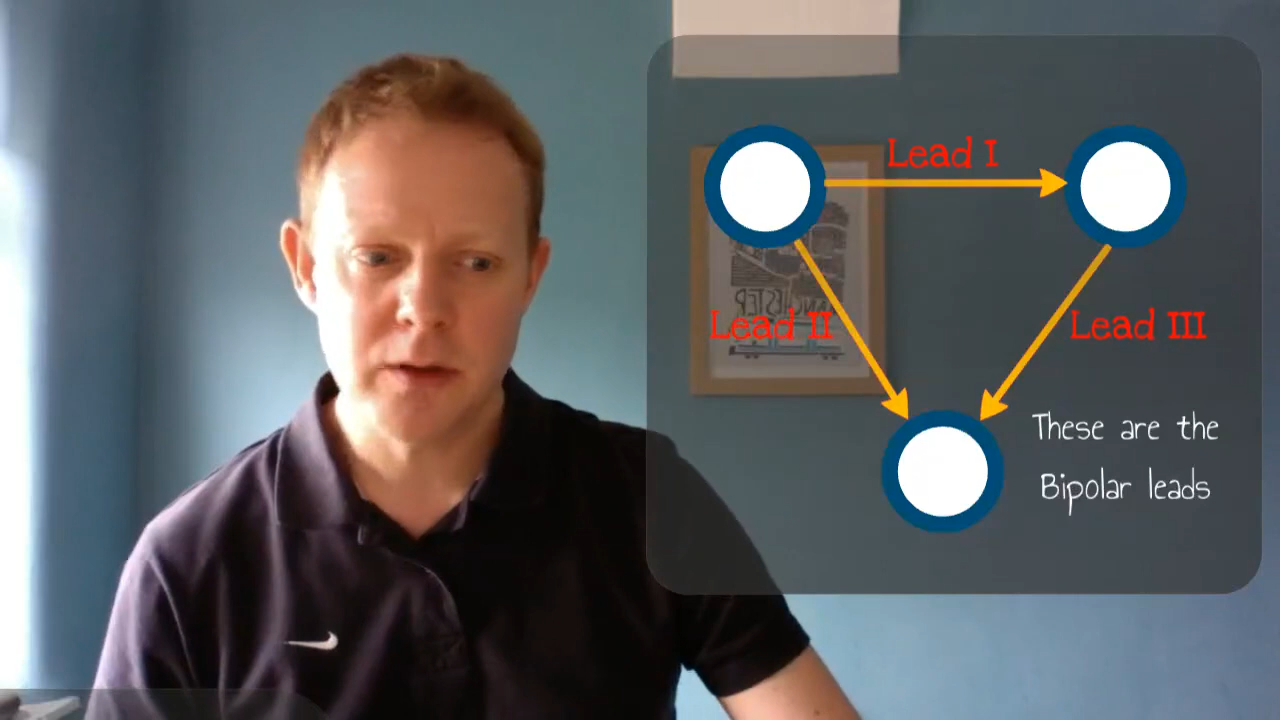 Lead I
Lead II
Lead III
These are the
Bipolar leads